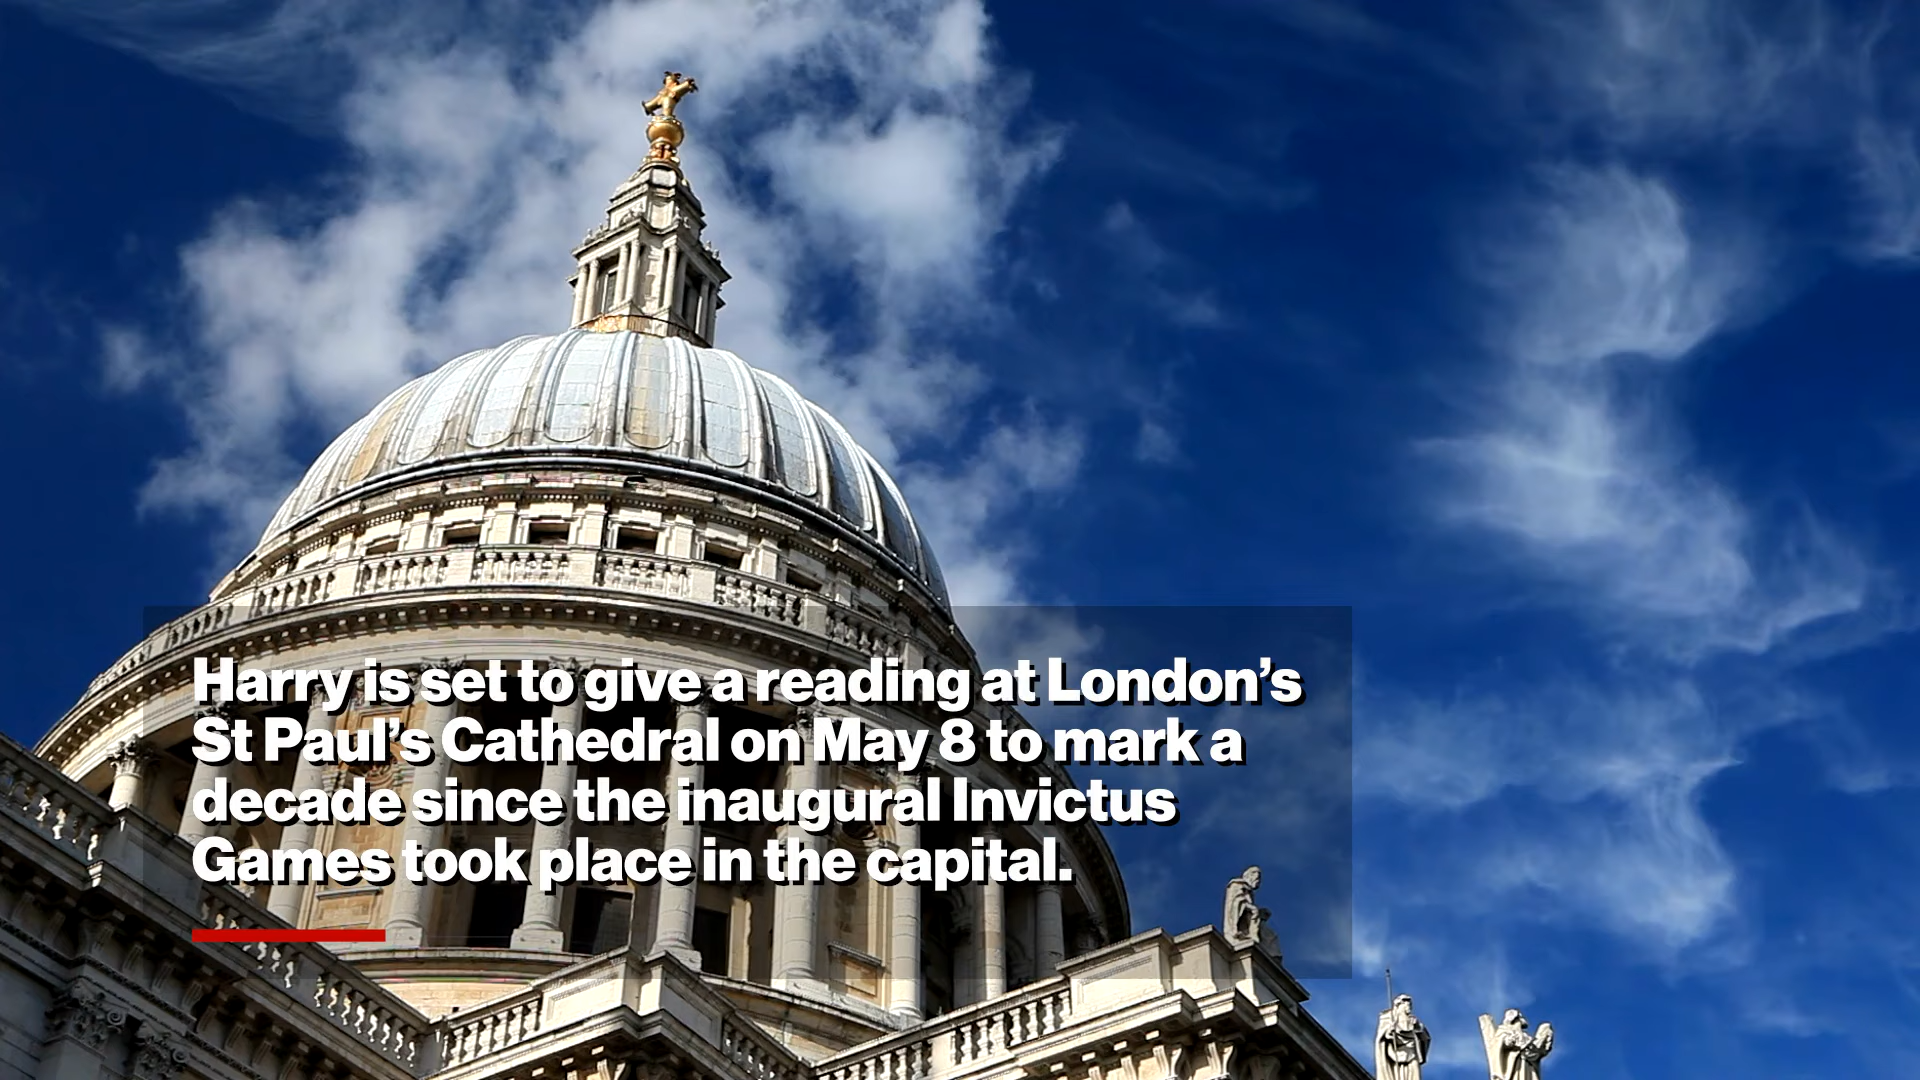 Harry is set to give a reading at London’s
St Paul’s Cathedral on May 8 to mark a
decade since the inaugural Invictus
Games took place in the capital.